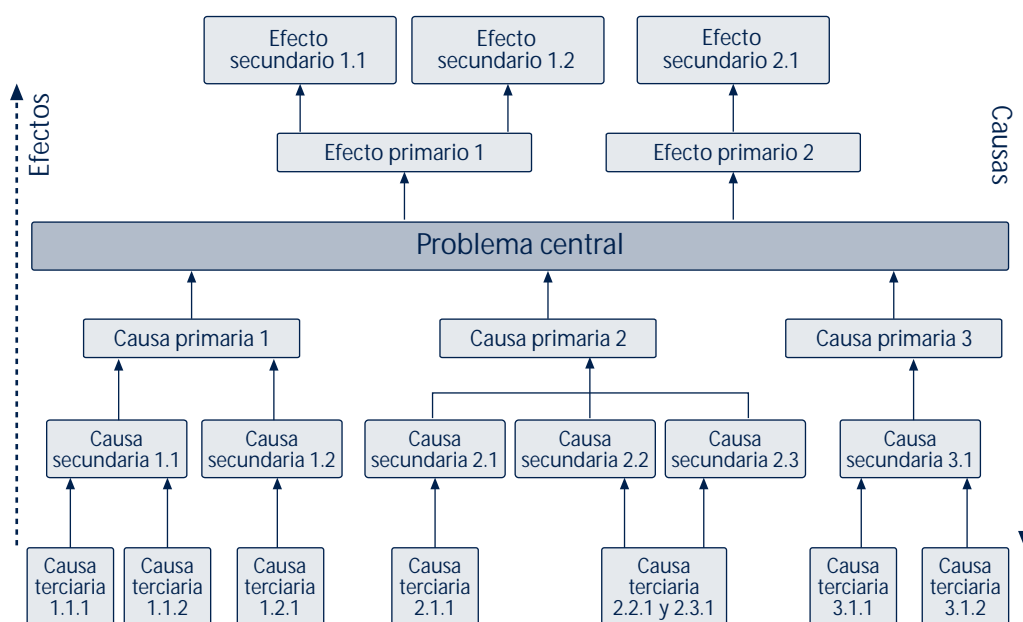 Efecto
secundario 1.1
Efecto
secundario 1.2
Efecto
secundario 2.1
Efectos
Causas
Efecto primario 1
Efecto primario 2
Problema central
Causa primaria 1
Causa primaria 2
Causa primaria 3
Causa
secundaria 1.1
Causa
secundaria 1.2
Causa
secundaria 2.1
Causa
secundaria 2.2
Causa
secundaria 2.3
Causa
secundaria 3.1
Causa
terciaria
1.1.1
Causa
terciaria
1.1.2
Causa
terciaria
1.2.1
Causa
terciaria
2.1.1
Causa
terciaria
2.2.1 y 2.3.1
Causa
terciaria
3.1.1
Causa
terciaria
3.1.2